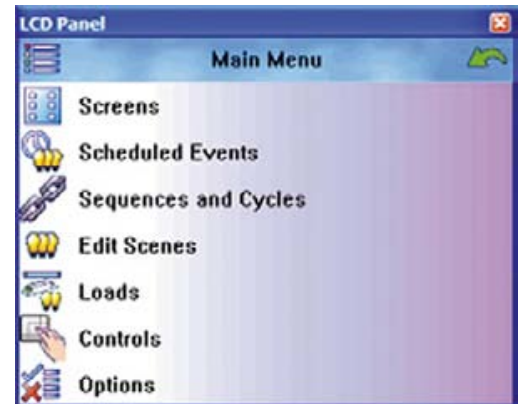 LCD Panel
Main Menu
Screens
Scheduled Events
Sequences and Cycles
Edit Scenes
Loads
Controls
Options